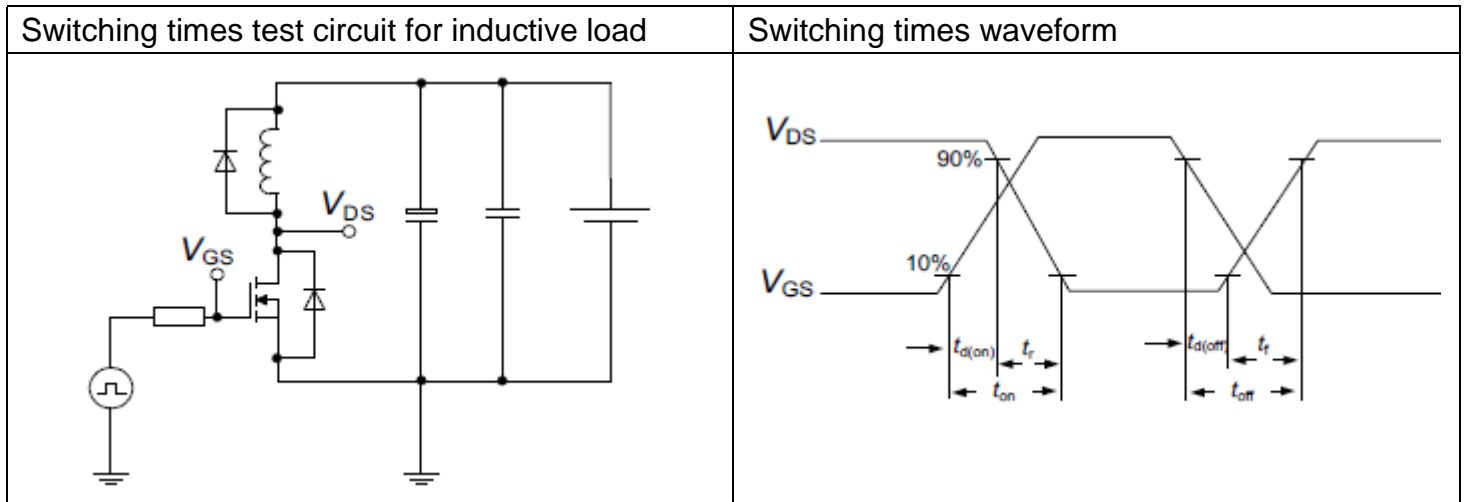 Switching times test circuit for inductive load
Switching times waveform
VDS
VGS
VDS
90%
10%
VGS
td(on) tr
ton
td(off) tf
toff